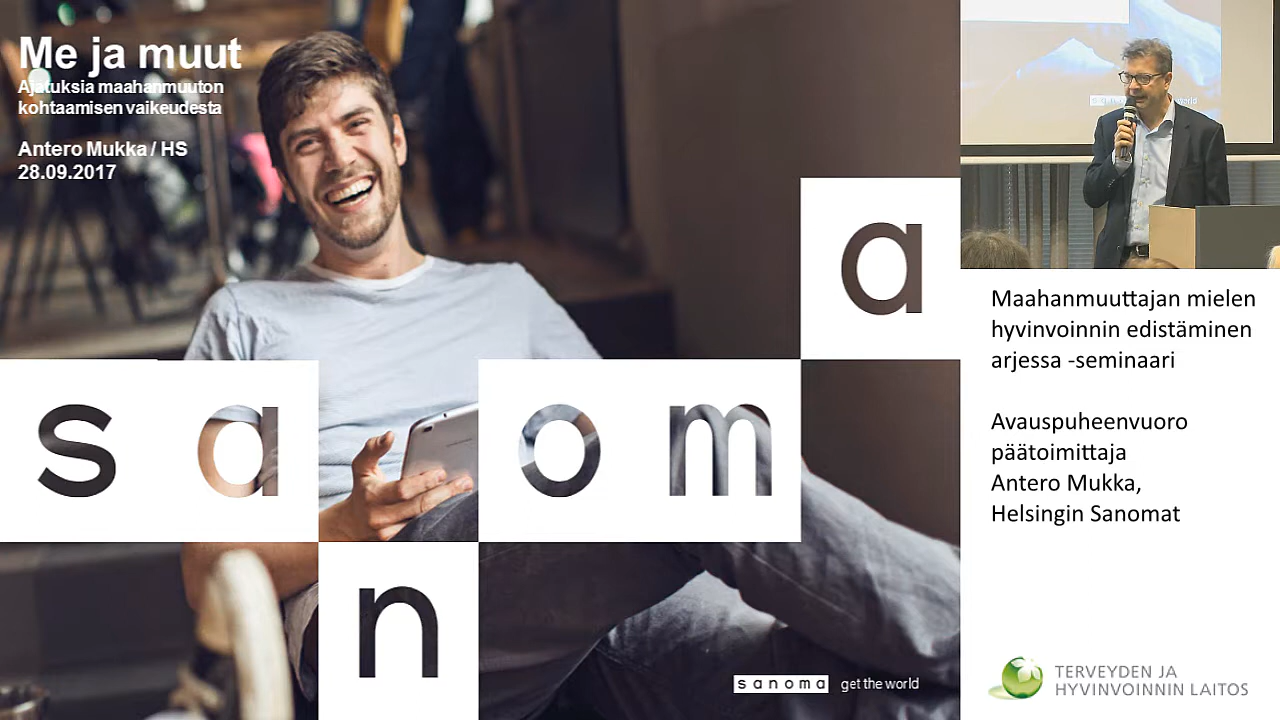 Me ja muut
Ajatuksia maahanmuuton
kohtaamisen vaikeudesta
Antero Mukka / HS
28.09.2017
a
s a o m
n
sanoma get the world
world
Maahanmuuttajan mielen
hyvinvoinnin edistäminen
arjessa -seminaari
Avauspuheenvuoro
päätoimittaja
Antero Mukka,
Helsingin Sanomat
TERVEYDEN JA
HYVINVOINNIN LAITOS